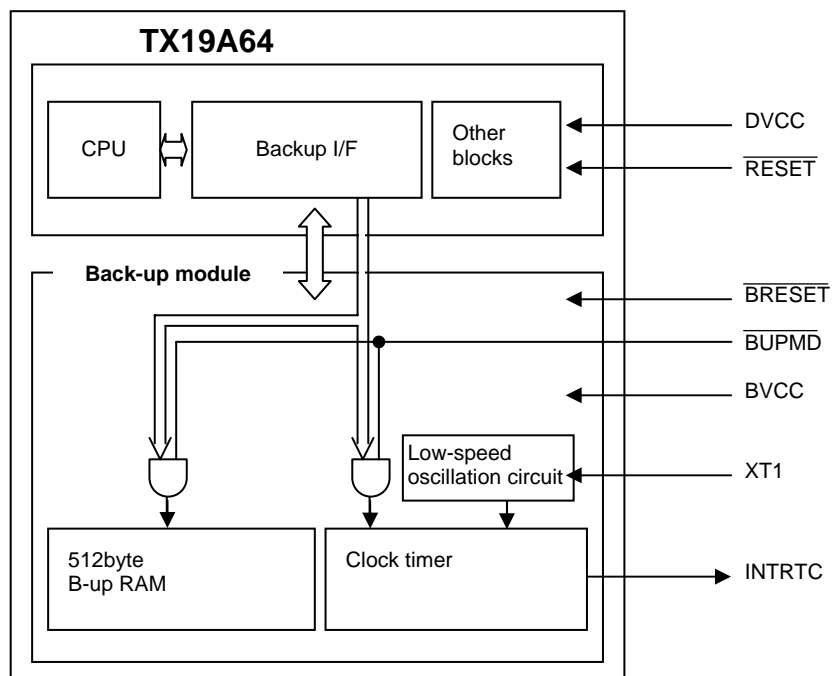 TX19A64
CPU
Backup I/F
Other
blocks
DVCC
RESET
Back-up module
BRESET
BUPMD
BVCC
Low-speed
oscillation circuit
XT1
512byte
B-up RAM
Clock timer
INTRTC